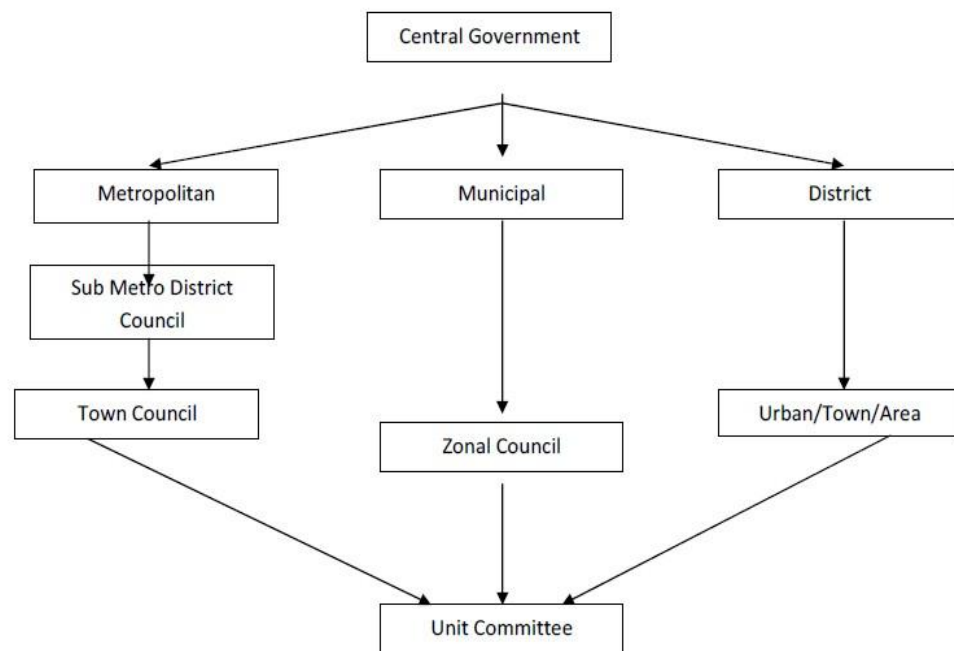 Central Government
Metropolitan
Municipal
District
Sub Metro District
Council
Town Council
Urban/Town/Area
Zonal Council
Unit Committee